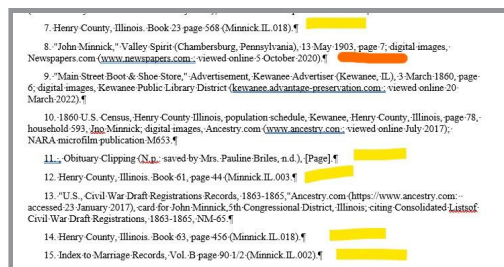 7. Henry County, Illinois. Book 23 page 568 (Minnick.IL.018).¶
8. "John Minnick," Valley Spirit (Chambersburg, Pennsylvania), 13 May 1903, page 7; digital images,
Newspapers.com (www.newspapers.com : viewed online 5 October 2020).¶
9. "Main Street Boot & Shoe Store," Advertisement, Kewanee Advertiser (Kewanee, IL), 3 March 1860, page
6; digital images, Kewanee Public Library District (kewanee.advantage-preservation.com : viewed online 20
March 2022).¶
10. 1860 U.S. Census, Henry County Illinois, population schedule, Kewanee, Henry County, Illinois, page 78,
household 593, Jno Minnick; digital images, Ancestry.com (www.ancestry.con : viewed online July 2017);
NARA microfilm publication M653.¶
11. , Obituary Clipping (N.p.: saved by Mrs. Pauline Briles, n.d.), [Page].¶
12. Henry County, Illinois. Book 61, page 44 (Minnick.IL.003.¶
13. "U.S., Civil War Draft Registrations Records, 1863-1865," Ancestry.com (https://www.ancestry.com:
accessed 23 January 2017), card for John Minnick, 5th Congressional District, Illinois; citing Consolidated Listsof
Civil War Draft Registrations, 1863-1865, NM-65.¶
14. Henry County, Illinois. Book 63, page 456 (Minnick.IL.018).¶
15. Index to Marriage Records, Vol. B page 90 1/2 (Minnick.IL.002).¶